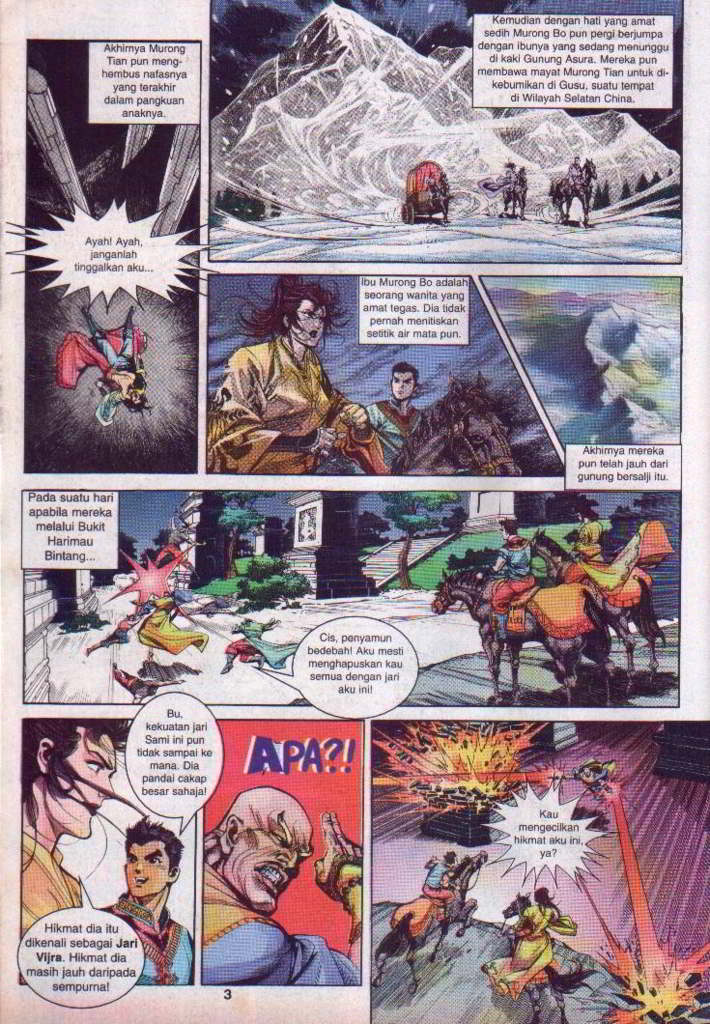 Akhirnya Murong
Tian pun meng-
hembus nafasnya
yang terakhir
dalam pangkuan
anaknya.
Ayah! Ayah,
janganlah
tinggalkan aku...
Kemudian dengan hati yang amat
sedih Murong Bo pun pergi berjumpa
dengan ibunya yang sedang menunggu
di kaki Gunung Asura. Mereka pun
membawa mayat Murong Tian untuk di-
kebumikan di Gusu, suatu tempat
di Wilayah Selatan China.
Ibu Murong Bo adalah
seorang wanita yang
amat tegas. Dia tidak
pernah menitiskan
setitik air mata pun.
Akhirnya mereka
pun telah jauh dari
gunung bersalji itu.
Pada suatu hari
apabila mereka
melalui Bukit
Harimau
Bintang...
Cis, penyamun
bedebah! Aku mesti
menghapuskan kau
semua dengan jari
aku ini!
Bu,
kekuatan jari
Sami ini pun
tidak sampai ke
mana. Dia
pandai cakap
besar sahaja!
Hikmat dia itu
dikenali sebagai Jari
Vijra. Hikmat dia
masih jauh daripada
sempurna!
APA?!
Kau
mengecilkan
hikmat aku ini,
ya?
3